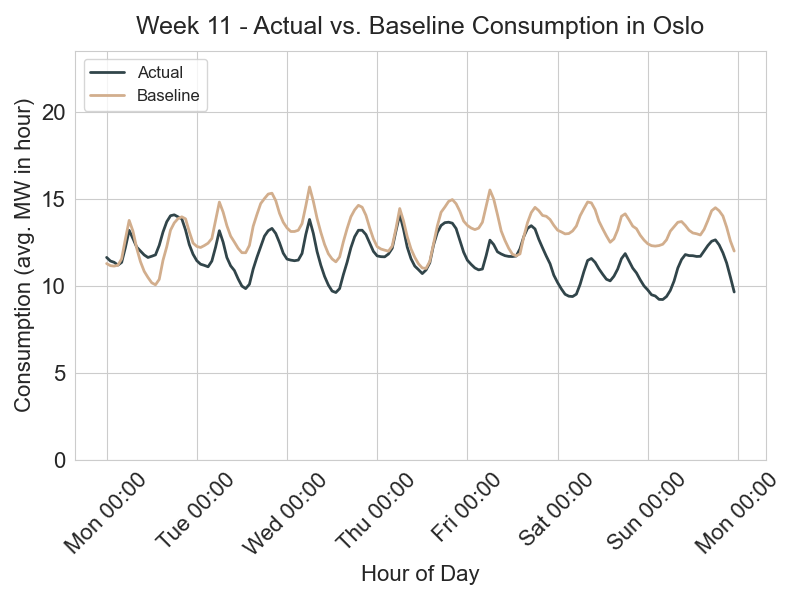 Week 11 - Actual vs. Baseline Consumption in Oslo
Actual
Baseline
Consumption (avg. MW in hour)
20
15
10
5
0
Mon 00:00
Tue 00:00
Wed 00:00
Thu 00:00
Fri 00:00
Sat 00:00
Sun 00:00
Mon 00:00
Hour of Day